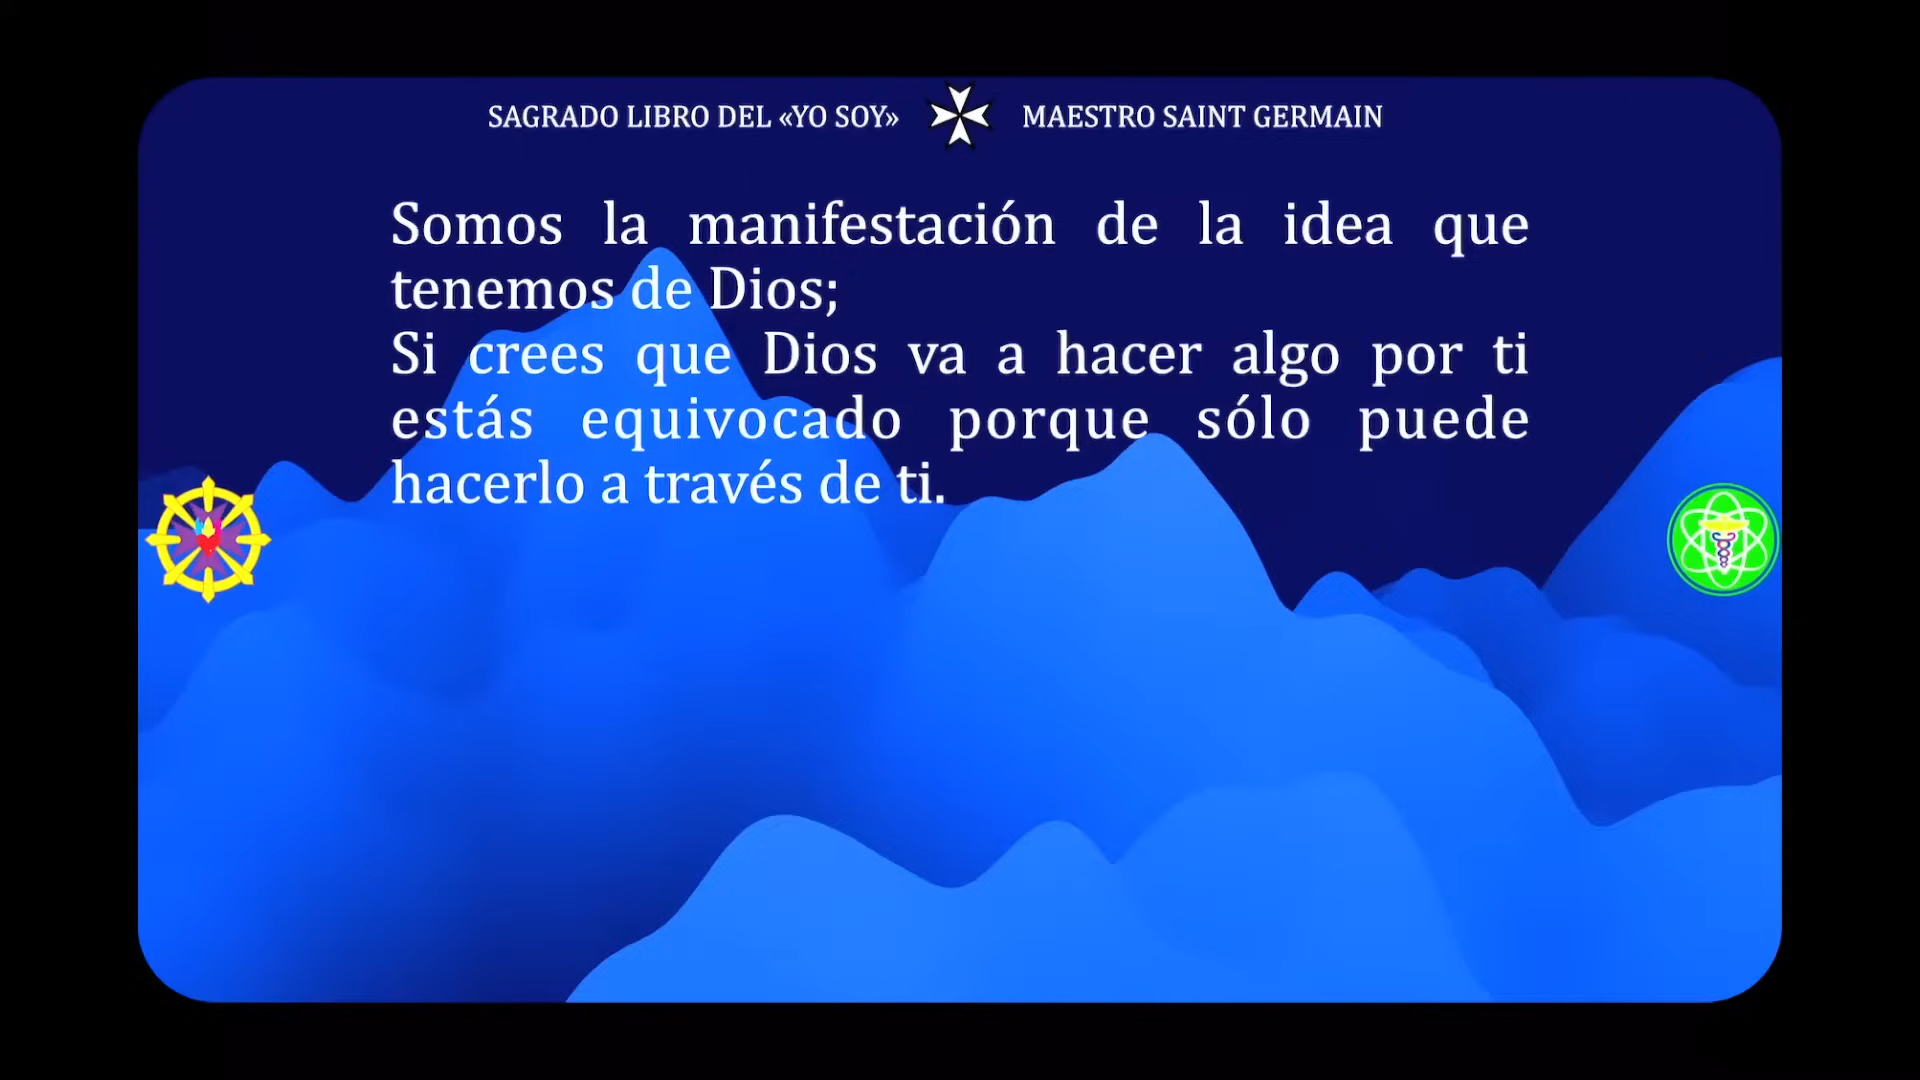 SAGRADO LIBRO DEL «YO SOY» MAESTRO SAINT GERMAIN
Somos la manifestación de la idea que
tenemos de Dios;
Si crees que Dios va a hacer algo por ti
estás equivocado porque sólo puede
hacerlo a través de ti.